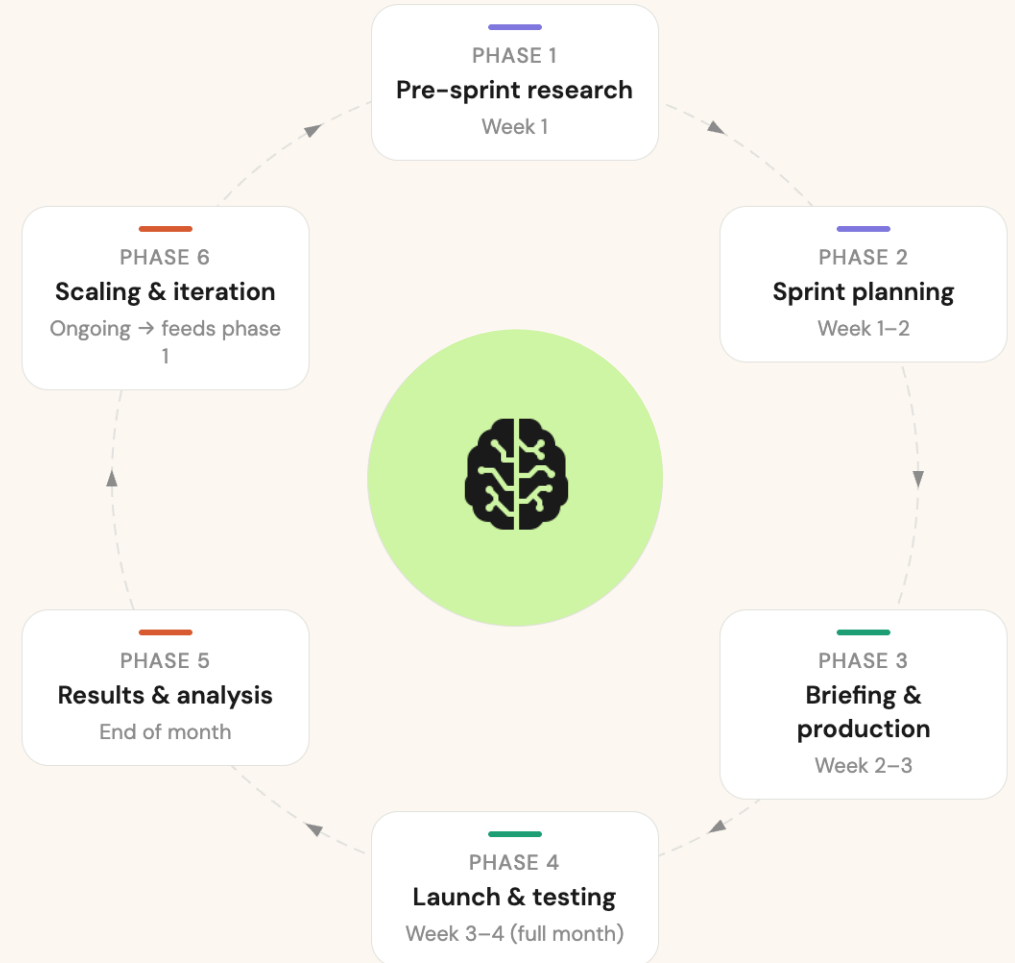 PHASE 1
Pre-sprint research
Week 1
PHASE 2
Sprint planning
Week 1–2
PHASE 3
Briefing &
production
Week 2–3
PHASE 4
Launch & testing
Week 3–4 (full month)
PHASE 5
Results & analysis
End of month
PHASE 6
Scaling & iteration
Ongoing → feeds phase
1